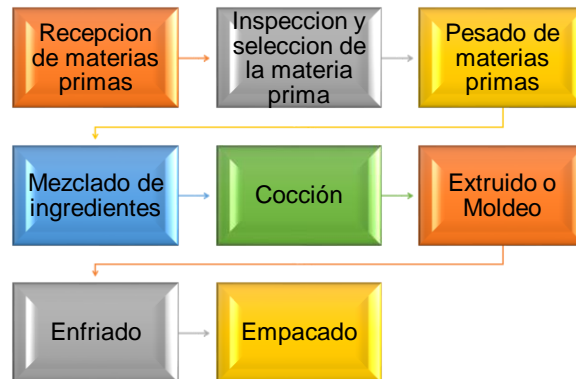 Recepcion
de materias
primas
Inspeccion y
seleccion de
la materia
prima
Pesado de
materias
primas
Mezclado de
ingredientes
Cocción
Extruido o
Moldeo
Enfriado
Empacado